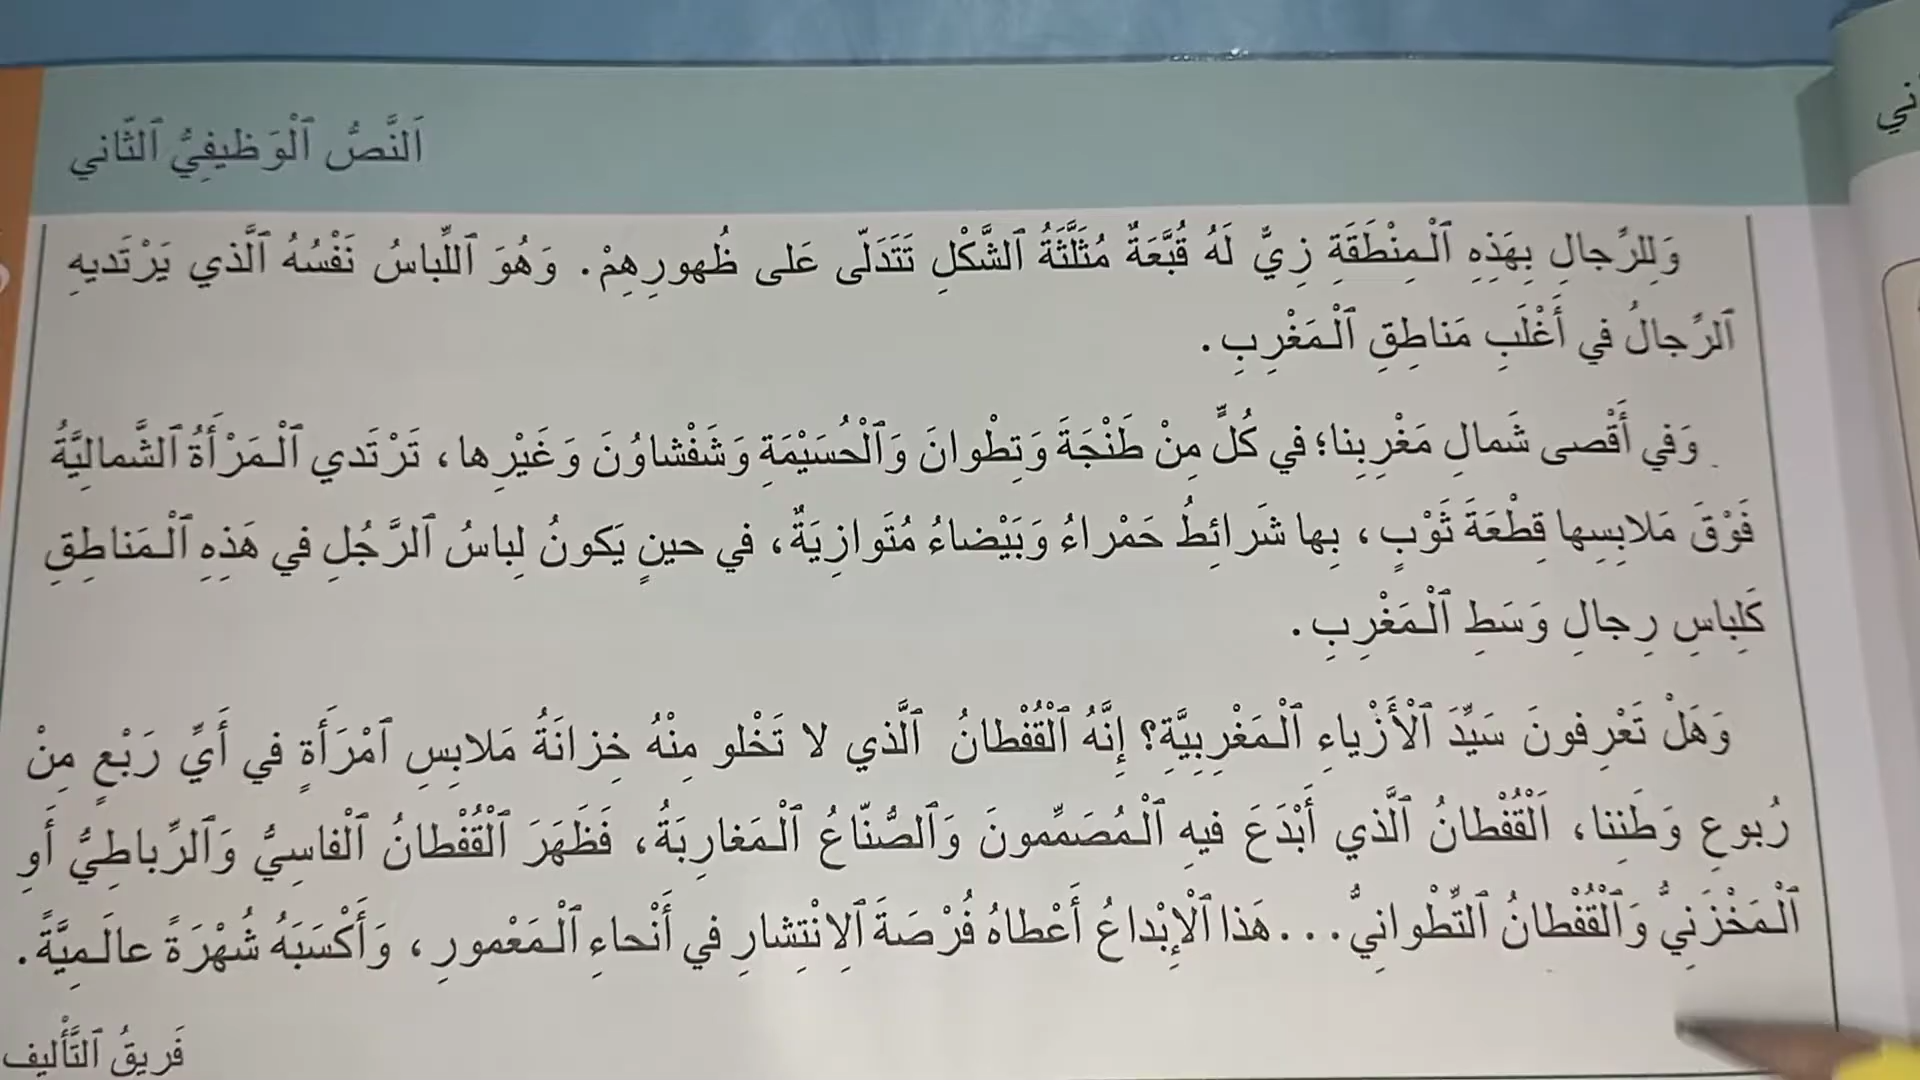 اَلنَّصُّ ٱلْوَظيفِيُّ ٱلثّاني
وَلِلرِّجالِ بِهَذِهِ ٱلْمِنْطَقَةِ زِيٌّ لَهُ قُبَّعَةٌ مُثَلَّثَةُ ٱلشَّكْلِ تَتَدَلّى عَلى ظُهورِهِمْ. وَهُوَ ٱللِّباسُ نَفْسُهُ ٱلَّذي يَرْتَديهِ
ٱلرِّجالُ في أَغْلَبِ مَناطِقِ ٱلْمَغْرِبِ.
وَفي أَقْصى شَمالِ مَغْرِبِنا؛ في كُلٍّ مِنْ طَنْجَةَ وَتِطْوانَ وَٱلْحُسَيْمَةِ وَشَفْشاوُنَ وَغَيْرِها، تَرْتَدي ٱلْمَرْأَةُ ٱلشَّمالِيَّةُ
فَوْقَ مَلابِسِها قِطْعَةَ ثَوْبٍ، بِها شَرائِطُ حَمْراءُ وَبَيْضاءُ مُتَوازِيَةٌ، في حينِ يَكونُ لِباسُ ٱلرَّجُلِ في هَذِهِ ٱلْمَناطِقِ
كَلِباسِ رِجالِ وَسَطِ ٱلْمَغْرِبِ.
وَهَلْ تَعْرِفونَ سَيِّدَ ٱلْأَزْياءِ ٱلْمَغْرِبِيَّةِ؟ إِنَّهُ ٱلْقُفْطانُ ٱلَّذي لا تَخْلو مِنْهُ خِزانَةُ مَلابِسِ ٱمْرَأَةٍ في أَيِّ رَبْعٍ مِنْ
رُبوعِ وَطَنِنا، اَلْقُفْطانُ ٱلَّذي أَبْدَعَ فيهِ ٱلْمُصَمِّمونَ وَٱلصُّنّاعُ ٱلْمَغارِبَةُ، فَظَهَرَ ٱلْقُفْطانُ ٱلْفاسِيُّ وَٱلرِّباطِيُّ أَوِ
ٱلْمَخْزَنِيُّ وَٱلْقُفْطانُ ٱلتِّطْوانِيُّ... هَذا ٱلْإِبْداعُ أَعْطاهُ فُرْصَةَ ٱلِانْتِشارِ في أَنْحاءِ ٱلْمَعْمورِ، وَأَكْسَبَهُ شُهْرَةً عالَمِيَّةً.
فَريقُ ٱلتَّأْليف